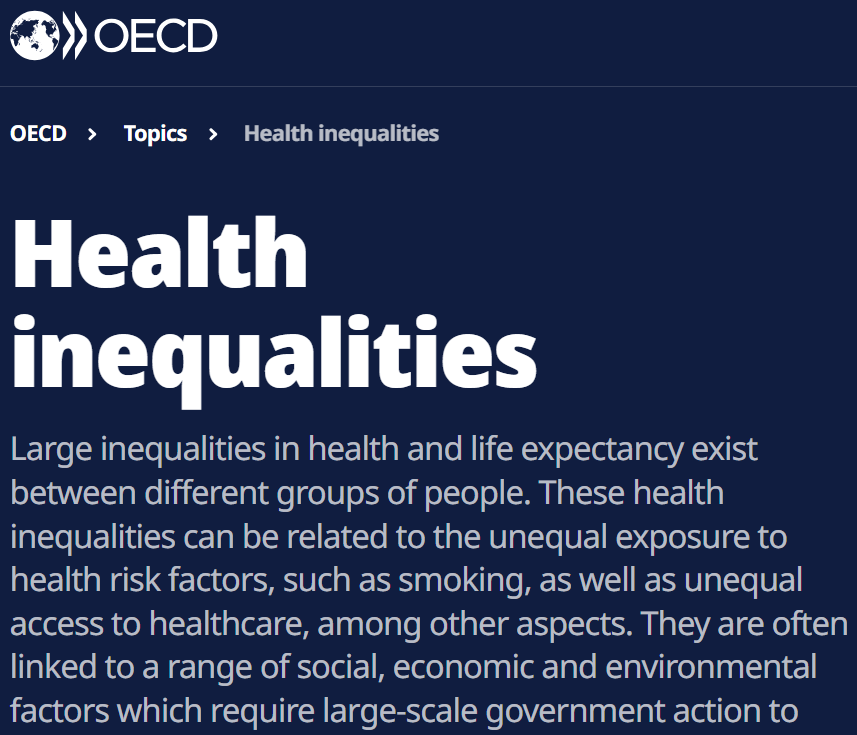 OECD
OECD > Topics > Health inequalities
Health
inequalities
Large inequalities in health and life expectancy exist
between different groups of people. These health
inequalities can be related to the unequal exposure to
health risk factors, such as smoking, as well as unequal
access to healthcare, among other aspects. They are often
linked to a range of social, economic and environmental
factors which require large-scale government action to